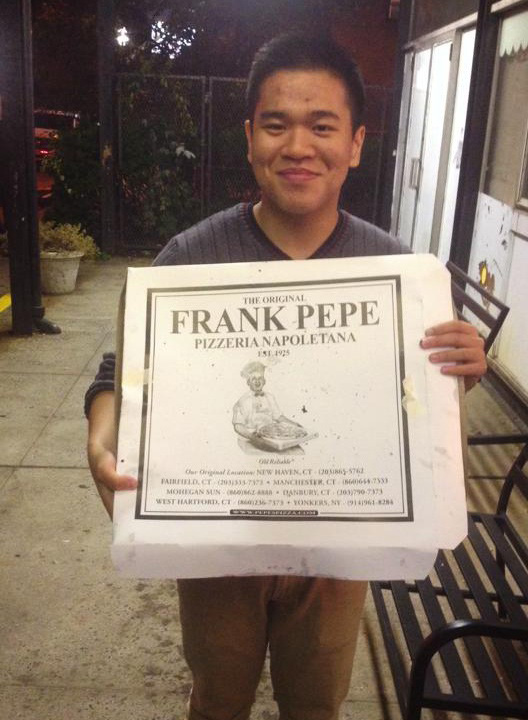 THE ORIGINAL
FRANK PEPE
PIZZERIA NAPOLETANA
EST. 1925
Old Reliable"
Our Original Location: NEW HAVEN, CT - (203)865-5762
FAIRFIELD, CT - (203)333-7373 • MANCHESTER, CT - (860)644-7333
MOHEGAN SUN - (860)862-8888 • DANBURY, CT - (203)790-7373
WEST HARTFORD, CT - (860)236-7373 • YONKERS, NY - (914)961-8284
WWW.PEPESPIZZA.COM